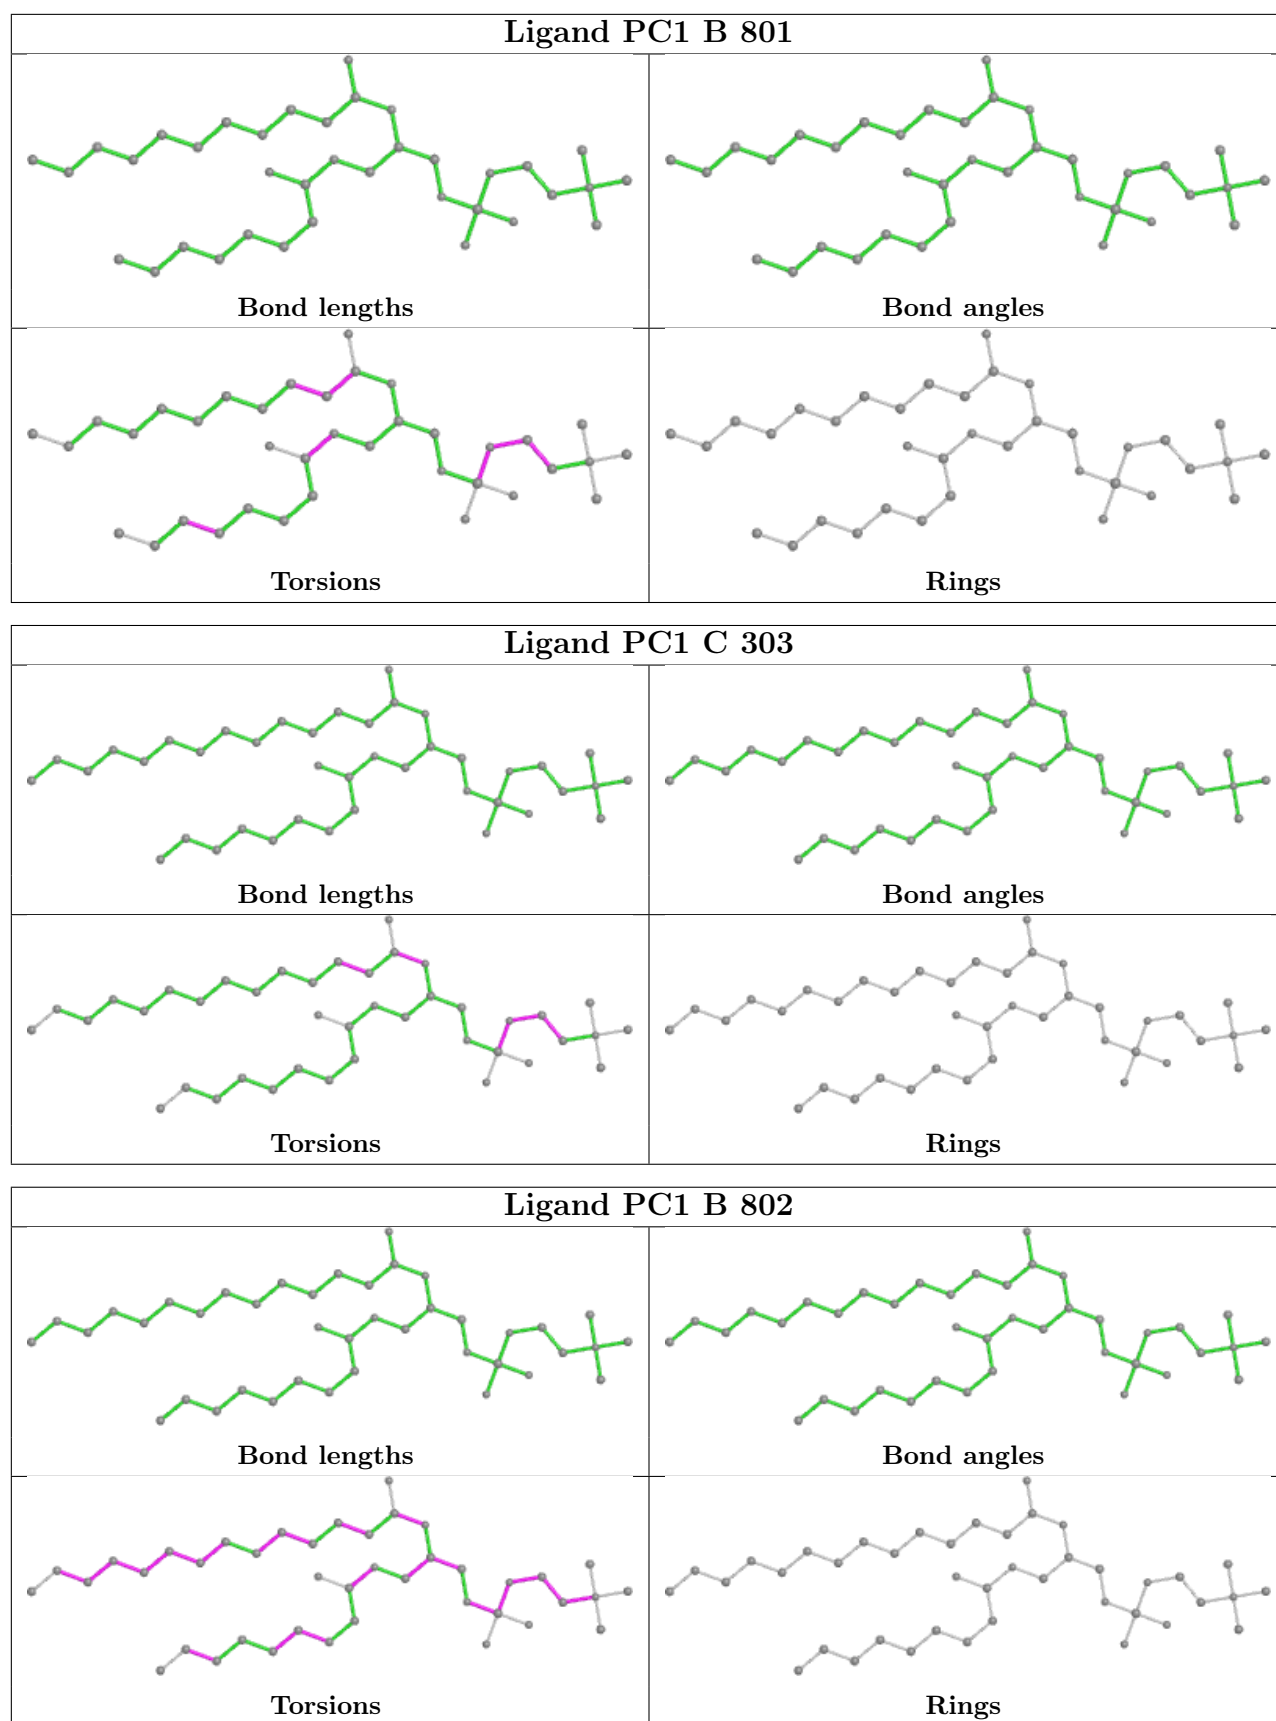 Ligand PC1 B 801
Bond lengths
Bond angles
Torsions
Rings
Ligand PC1 C 303
Bond lengths
Bond angles
Torsions
Rings
Ligand PC1 B 802
Bond lengths
Bond angles
Torsions
Rings